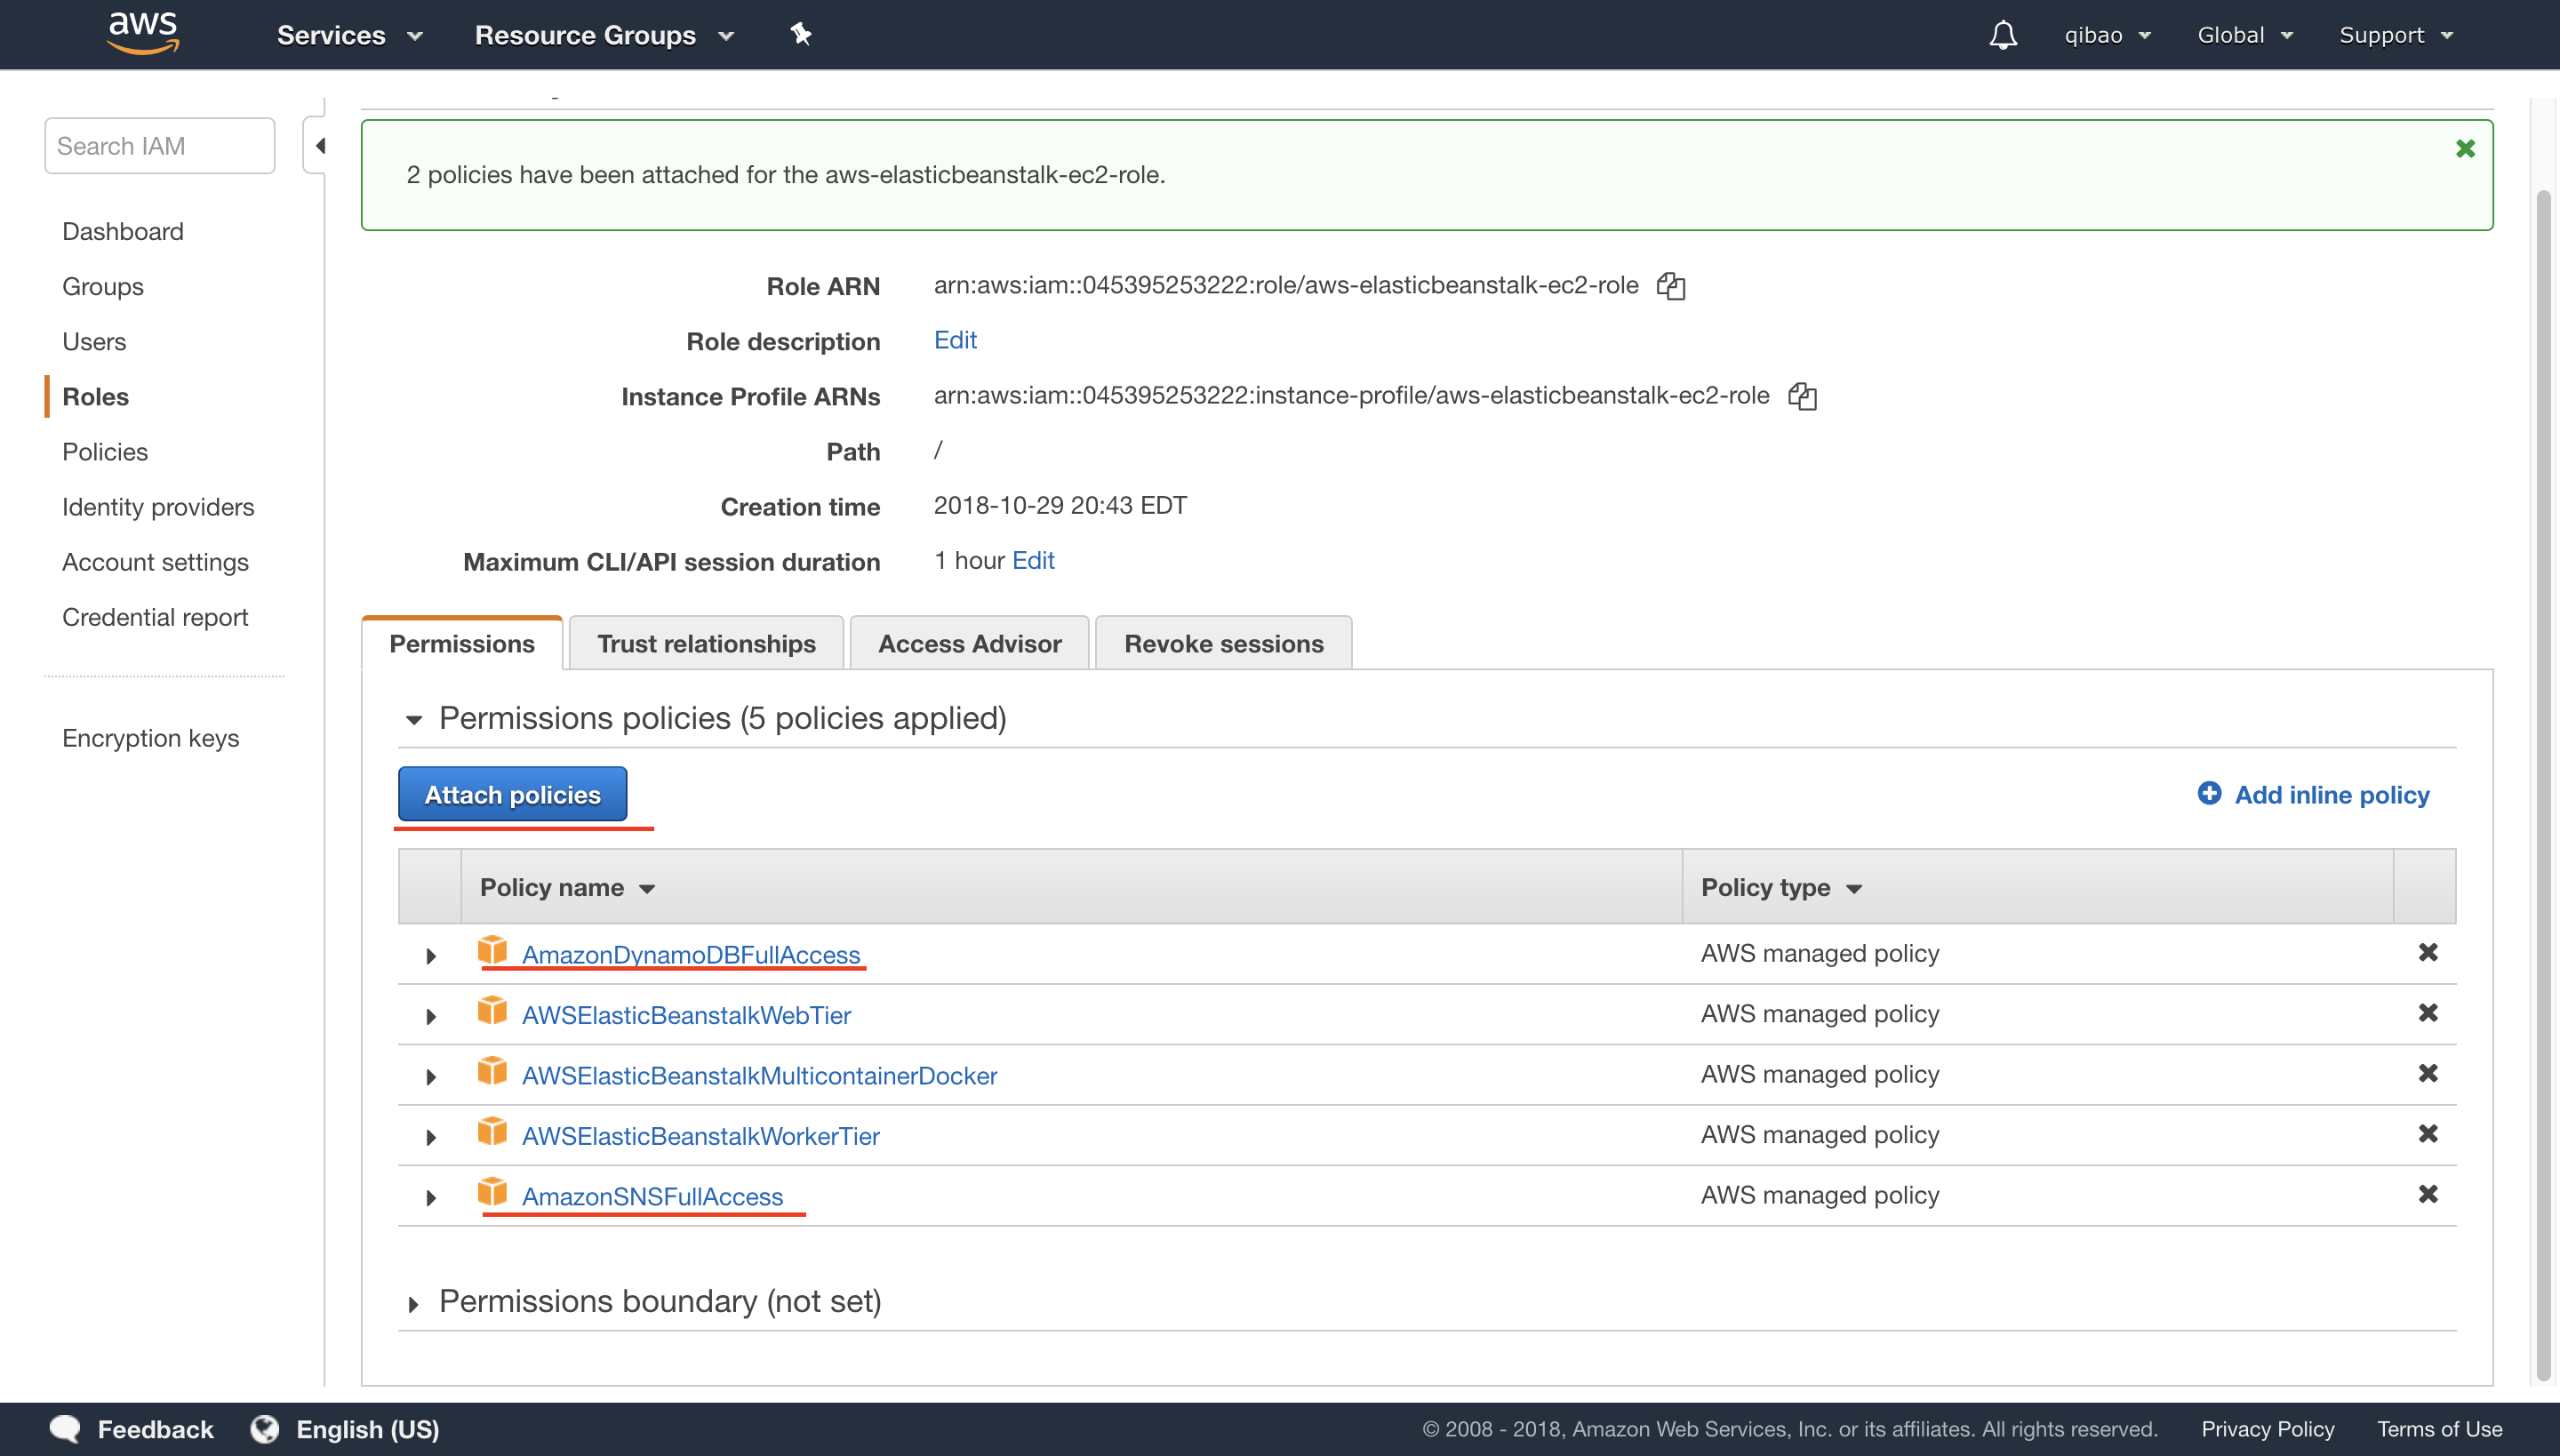 aws Services Resource Groups qibao Global Support
Search IAM
Dashboard
Groups
Users
Roles
Policies
Identity providers
Account settings
Credential report
Encryption keys
2 policies have been attached for the aws-elasticbeanstalk-ec2-role.
Role ARN arn:aws:iam::045395253222:role/aws-elasticbeanstalk-ec2-role
Role description Edit
Instance Profile ARNs arn:aws:iam::045395253222:instance-profile/aws-elasticbeanstalk-ec2-role
Path /
Creation time 2018-10-29 20:43 EDT
Maximum CLI/API session duration 1 hour Edit
Permissions Trust relationships Access Advisor Revoke sessions
Permissions policies (5 policies applied)
Attach policies Add inline policy
Policy name Policy type
AmazonDynamoDBFullAccess AWS managed policy
AWSElasticBeanstalkWebTier AWS managed policy
AWSElasticBeanstalkMulticontainerDocker AWS managed policy
AWSElasticBeanstalkWorkerTier AWS managed policy
AmazonSNSFullAccess AWS managed policy
Permissions boundary (not set)
Feedback English (US) © 2008 - 2018, Amazon Web Services, Inc. or its affiliates. All rights reserved. Privacy Policy Terms of Use